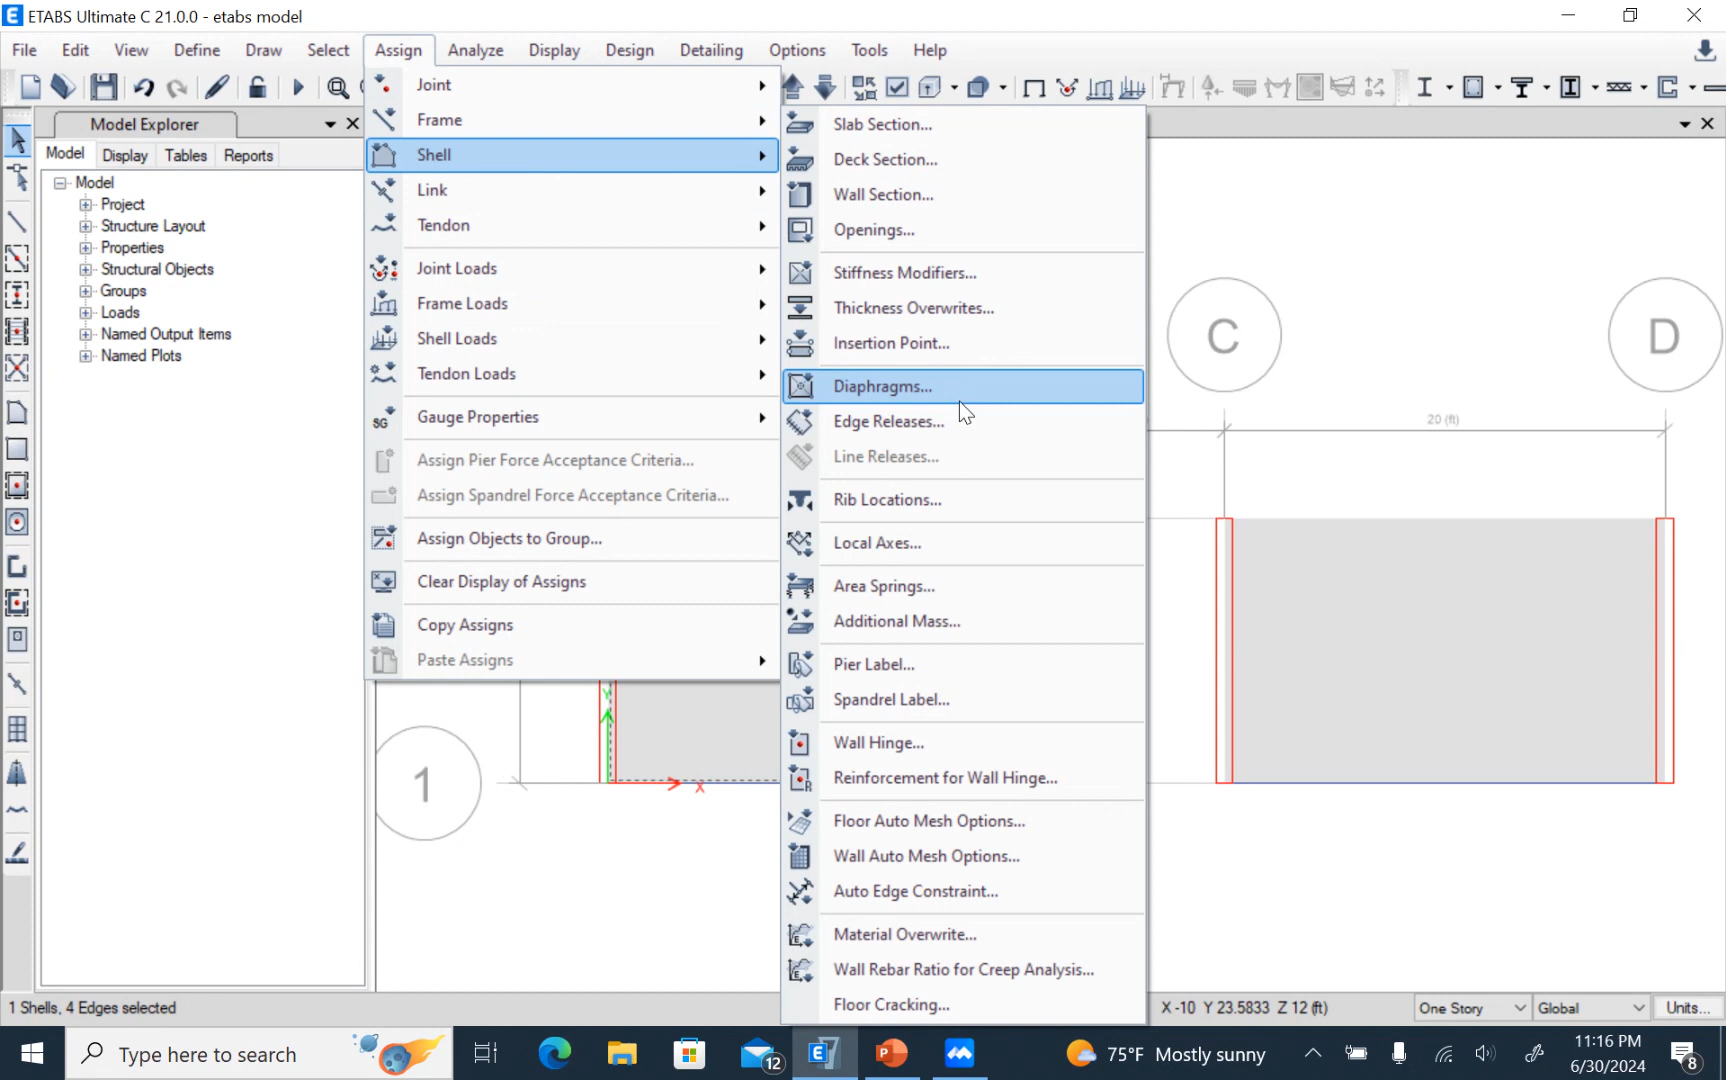 ETABS Ultimate C 21.0.0 - etabs model
File Edit View Define Draw Select Assign Analyze Display Design Detailing Options Tools Help
Model Explorer
Model Display Tables Reports
Model
Project
Structure Layout
Properties
Structural Objects
Groups
Loads
Named Output Items
Named Plots
Joint
Frame
Shell
Link
Tendon
Joint Loads
Frame Loads
Shell Loads
Tendon Loads
SG Gauge Properties
Assign Pier Force Acceptance Criteria...
Assign Spandrel Force Acceptance Criteria...
Assign Objects to Group...
Clear Display of Assigns
Copy Assigns
Paste Assigns
Slab Section...
Deck Section...
Wall Section...
Openings...
Stiffness Modifiers...
Thickness Overwrites...
Insertion Point...
Diaphragms...
Edge Releases...
Line Releases...
Rib Locations...
Local Axes...
Area Springs...
Additional Mass...
Pier Label...
Spandrel Label...
Wall Hinge...
Reinforcement for Wall Hinge...
Floor Auto Mesh Options...
Wall Auto Mesh Options...
Auto Edge Constraint...
Material Overwrite...
Wall Rebar Ratio for Creep Analysis...
Floor Cracking...
C
D
20 (ft)
1
Y
X
1 Shells, 4 Edges selected
X -10 Y 23.5833 Z 12 (ft)
One Story
Global
Units...
Type here to search
12
75°F Mostly sunny
11:16 PM
6/30/2024
8